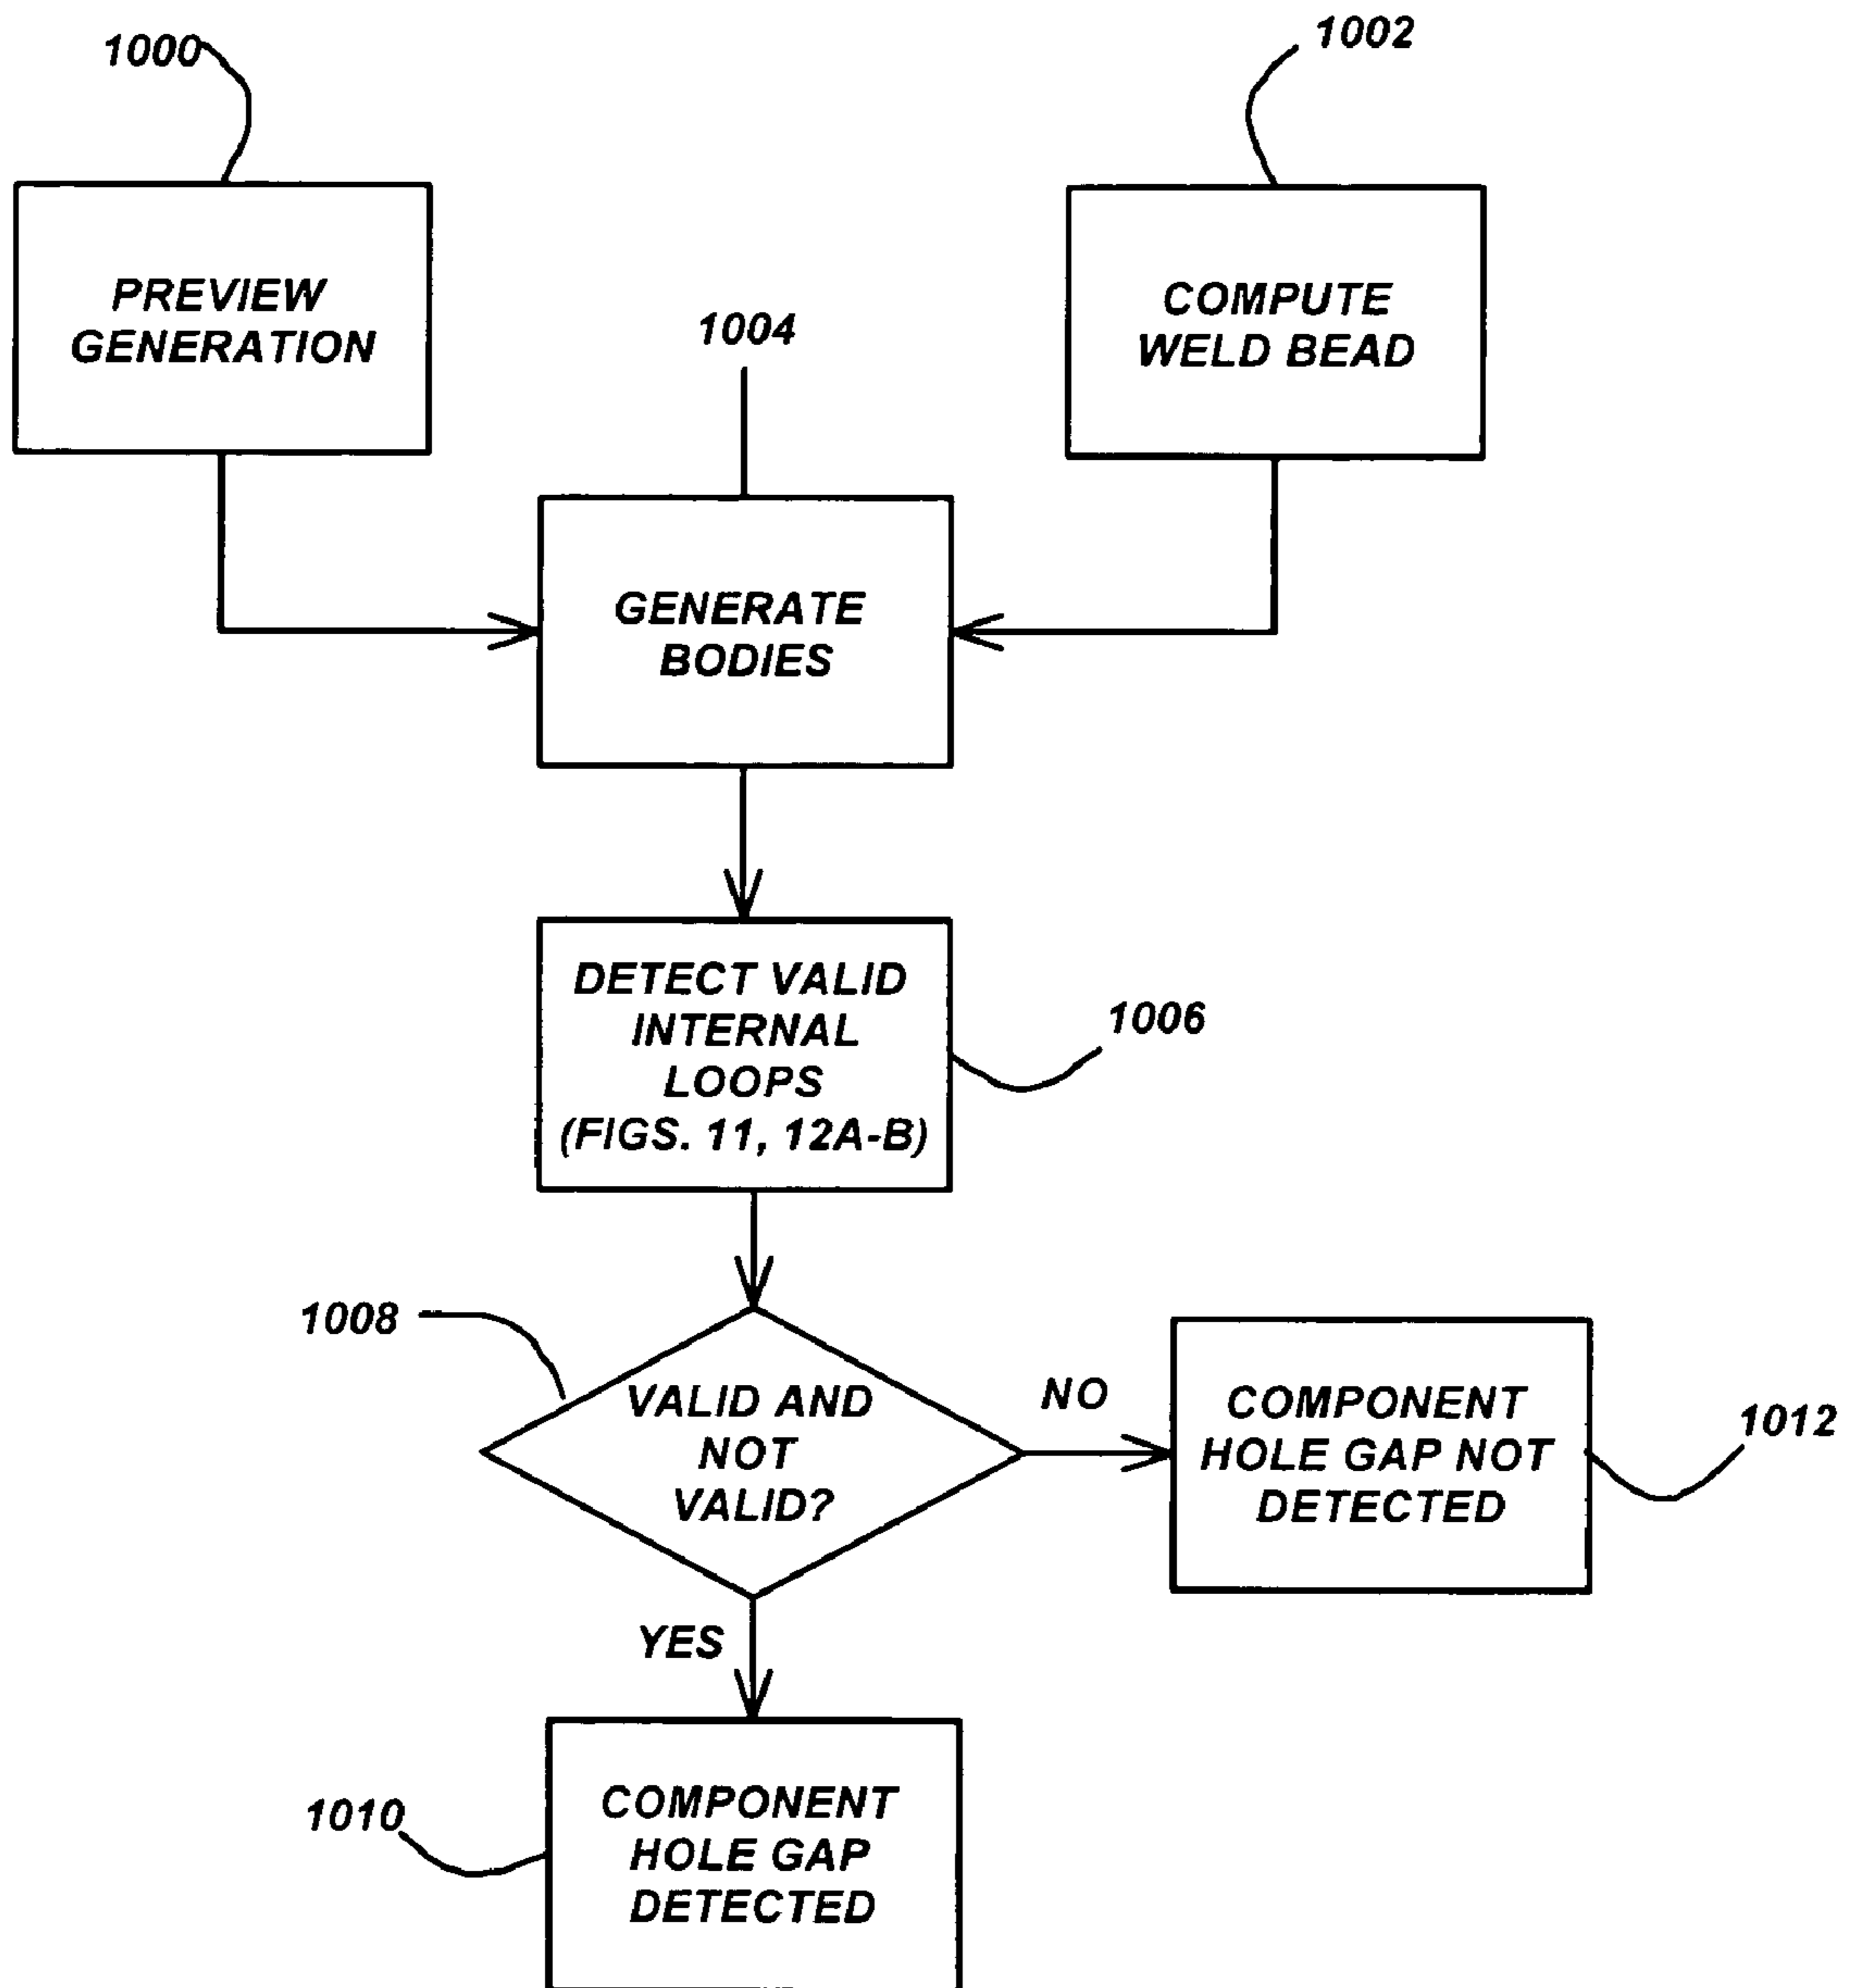 1000
1002
PREVIEW
GENERATION
COMPUTE
WELD BEAD
1004
GENERATE
BODIES
DETECT VALID
INTERNAL
LOOPS
(FIGS. 11, 12A-B)
1006
1008
VALID AND
NOT
VALID?
NO
COMPONENT
HOLE GAP NOT
DETECTED
1012
YES
1010
COMPONENT
HOLE GAP
DETECTED